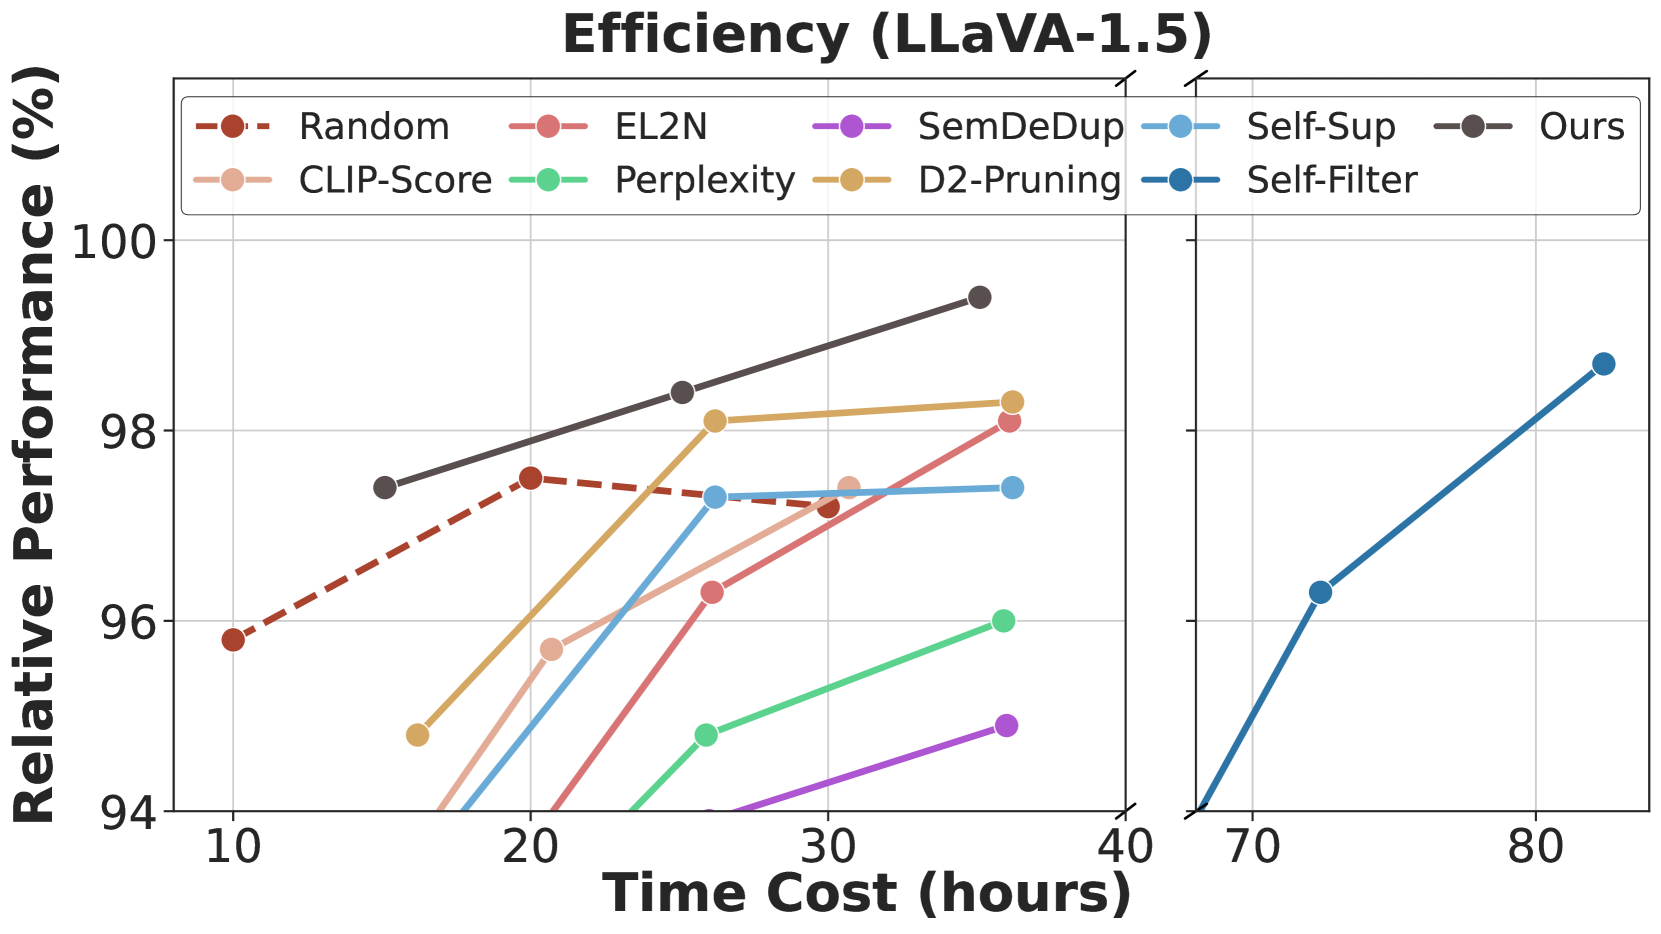 Efficiency (LLaVA-1.5)
Relative Performance (%)
Random EL2N SemDeDup Self-Sup Ours
CLIP-Score Perplexity D2-Pruning Self-Filter
100
98
96
94
10 20 30 40 70 80
Time Cost (hours)